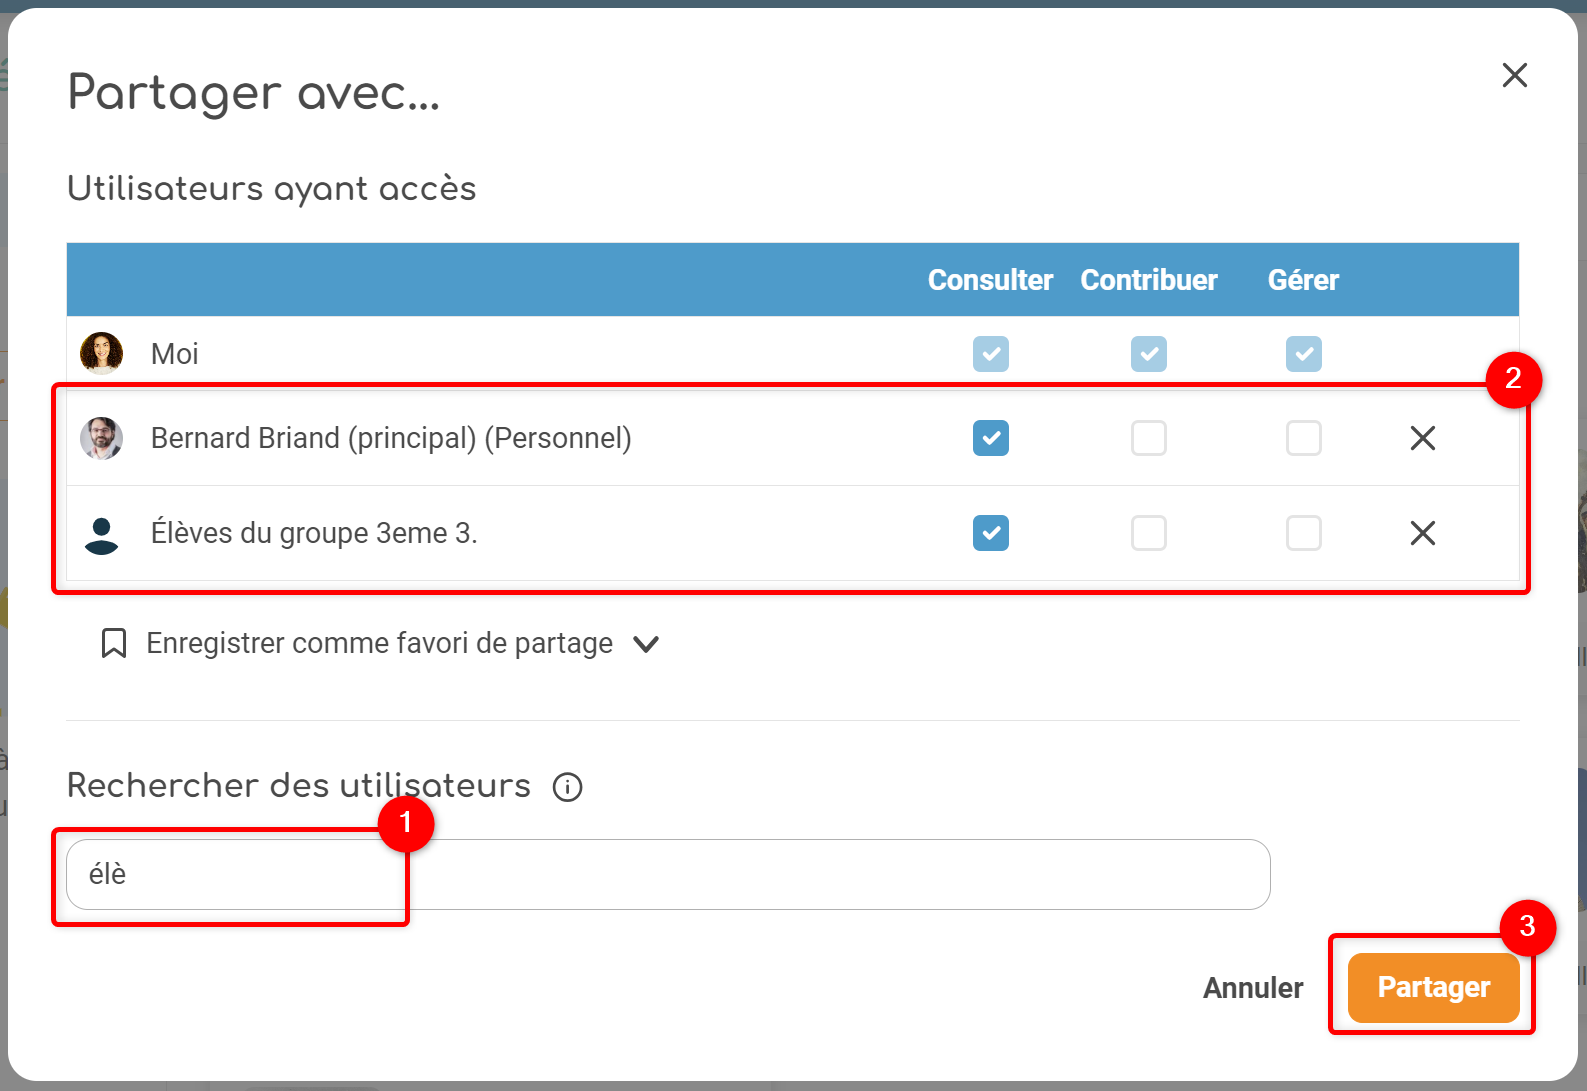 Partager avec...
Utilisateurs ayant accès
Consulter Contribuer Gérer
Moi
2
Bernard Briand (principal) (Personnel)
Élèves du groupe 3eme 3.
Enregistrer comme favori de partage
Rechercher des utilisateurs
1
élè
3
Annuler Partager